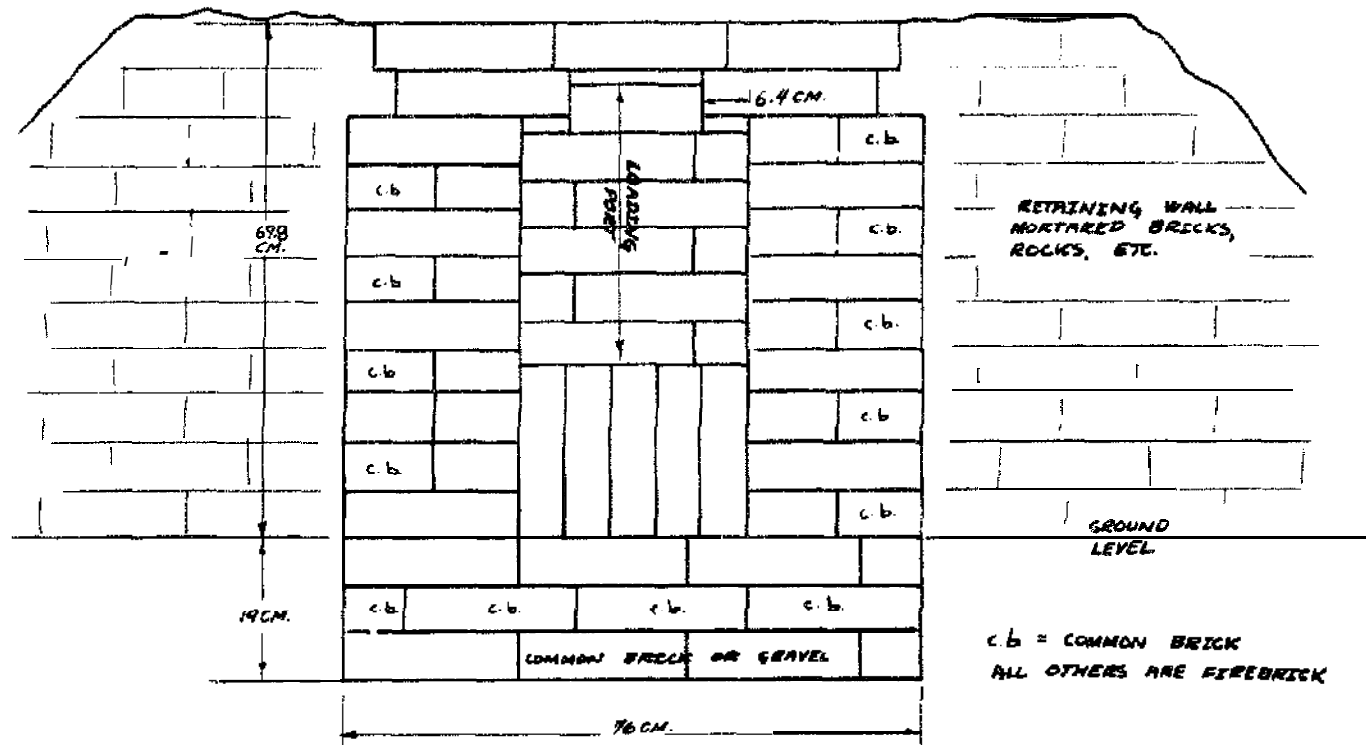 6.4 CM.
c.b
LOADING
PORT
c.b
RETAINING WALL
MORTARED BRICKS,
ROCKS, ETC.
c.b.
69.8
CM.
c.b
c.b.
c.b
c.b
c.b
c.b.
GROUND
LEVEL
19 CM.
c.b
c.b.
c.b.
c.b.
COMMON BRICK OR GRAVEL
c.b = COMMON BRICK
ALL OTHERS ARE FIREBRICK
76 CM.